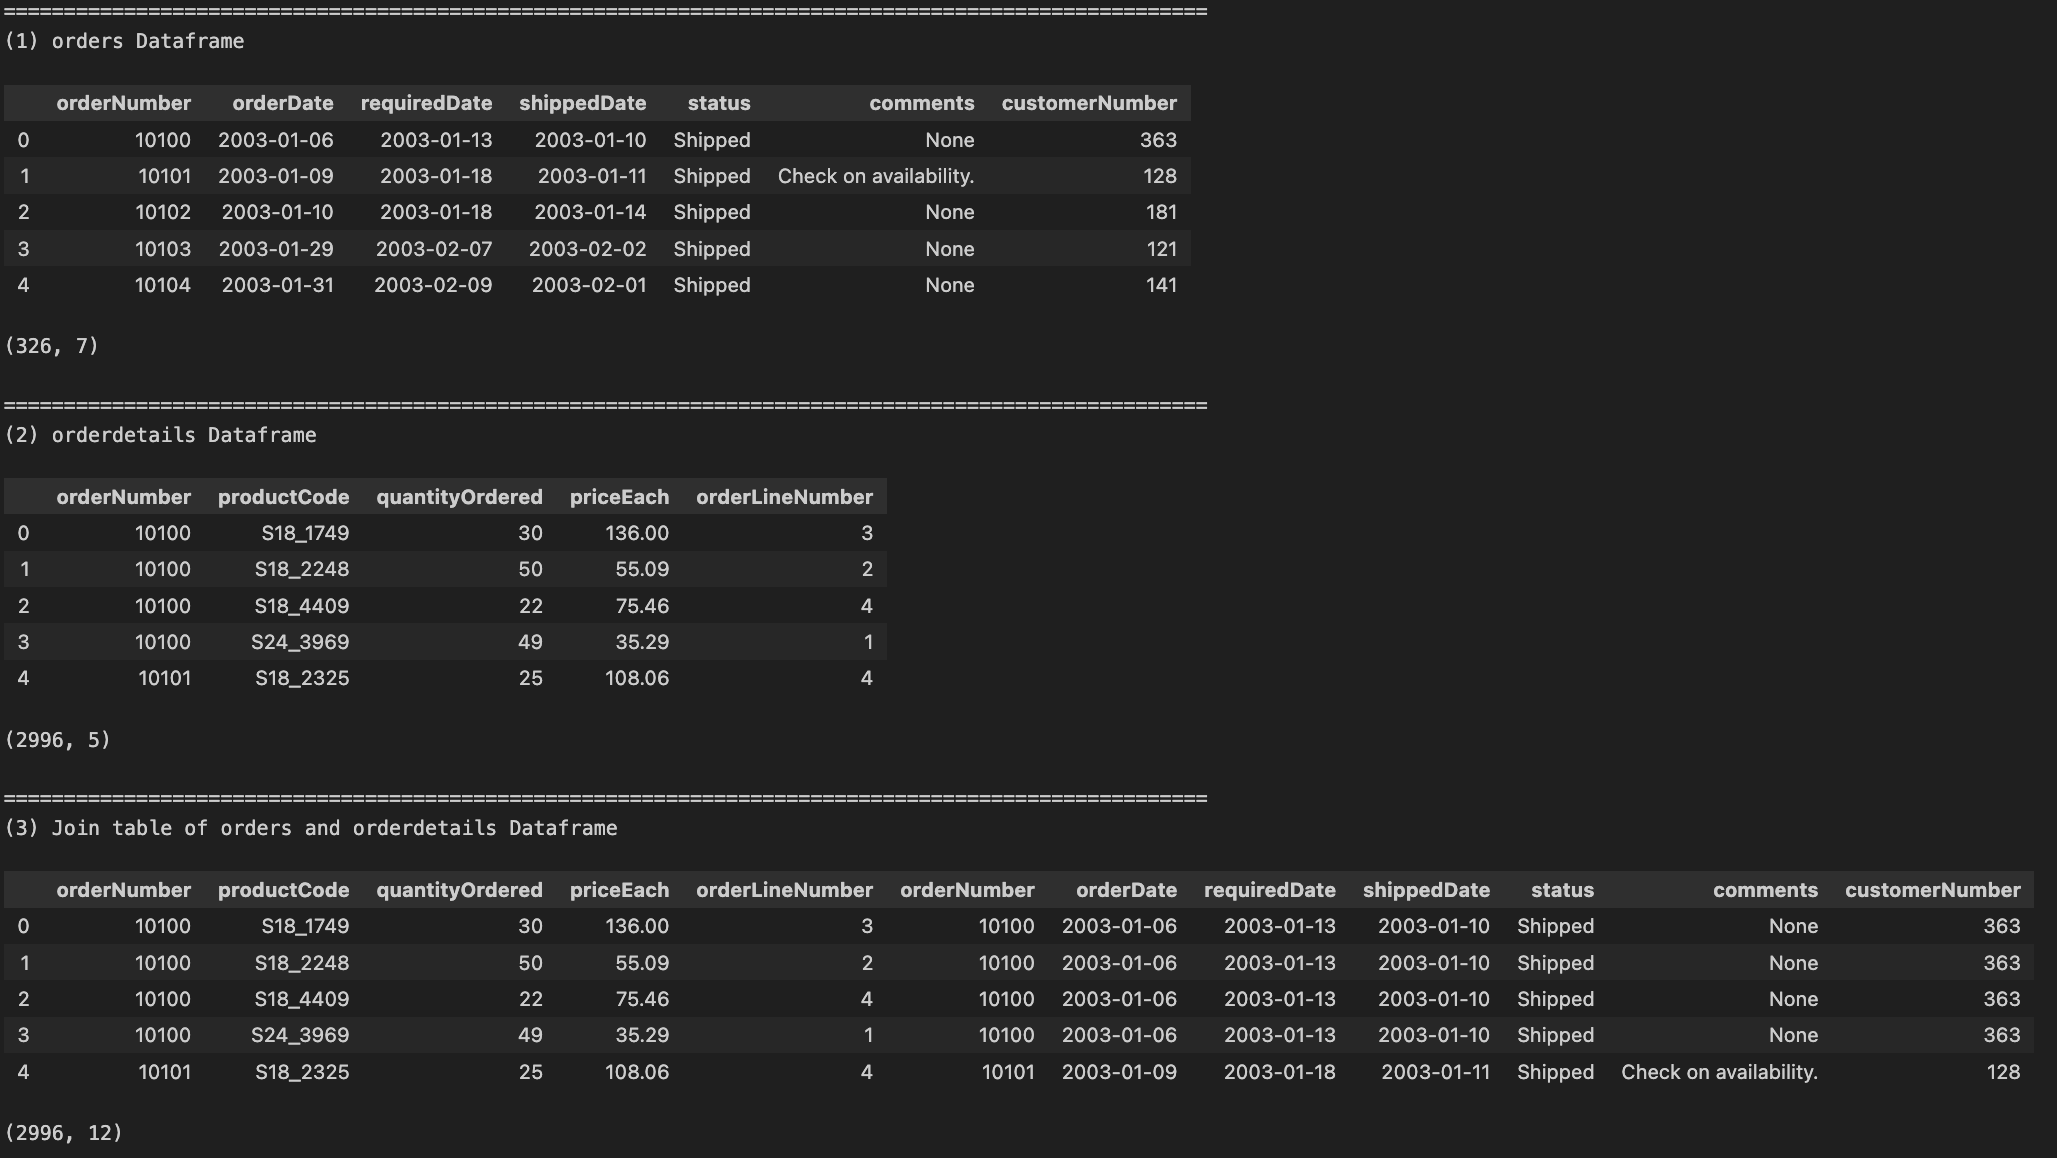 ====================================================================================================
(1) orders Dataframe
orderNumber orderDate requiredDate shippedDate status comments customerNumber
0 10100 2003-01-06 2003-01-13 2003-01-10 Shipped None 363
1 10101 2003-01-09 2003-01-18 2003-01-11 Shipped Check on availability. 128
2 10102 2003-01-10 2003-01-18 2003-01-14 Shipped None 181
3 10103 2003-01-29 2003-02-07 2003-02-02 Shipped None 121
4 10104 2003-01-31 2003-02-09 2003-02-01 Shipped None 141
(326, 7)
====================================================================================================
(2) orderdetails Dataframe
orderNumber productCode quantityOrdered priceEach orderLineNumber
0 10100 S18_1749 30 136.00 3
1 10100 S18_2248 50 55.09 2
2 10100 S18_4409 22 75.46 4
3 10100 S24_3969 49 35.29 1
4 10101 S18_2325 25 108.06 4
(2996, 5)
====================================================================================================
(3) Join table of orders and orderdetails Dataframe
orderNumber productCode quantityOrdered priceEach orderLineNumber orderNumber orderDate requiredDate shippedDate status comments customerNumber
0 10100 S18_1749 30 136.00 3 10100 2003-01-06 2003-01-13 2003-01-10 Shipped None 363
1 10100 S18_2248 50 55.09 2 10100 2003-01-06 2003-01-13 2003-01-10 Shipped None 363
2 10100 S18_4409 22 75.46 4 10100 2003-01-06 2003-01-13 2003-01-10 Shipped None 363
3 10100 S24_3969 49 35.29 1 10100 2003-01-06 2003-01-13 2003-01-10 Shipped None 363
4 10101 S18_2325 25 108.06 4 10101 2003-01-09 2003-01-18 2003-01-11 Shipped Check on availability. 128
(2996, 12)